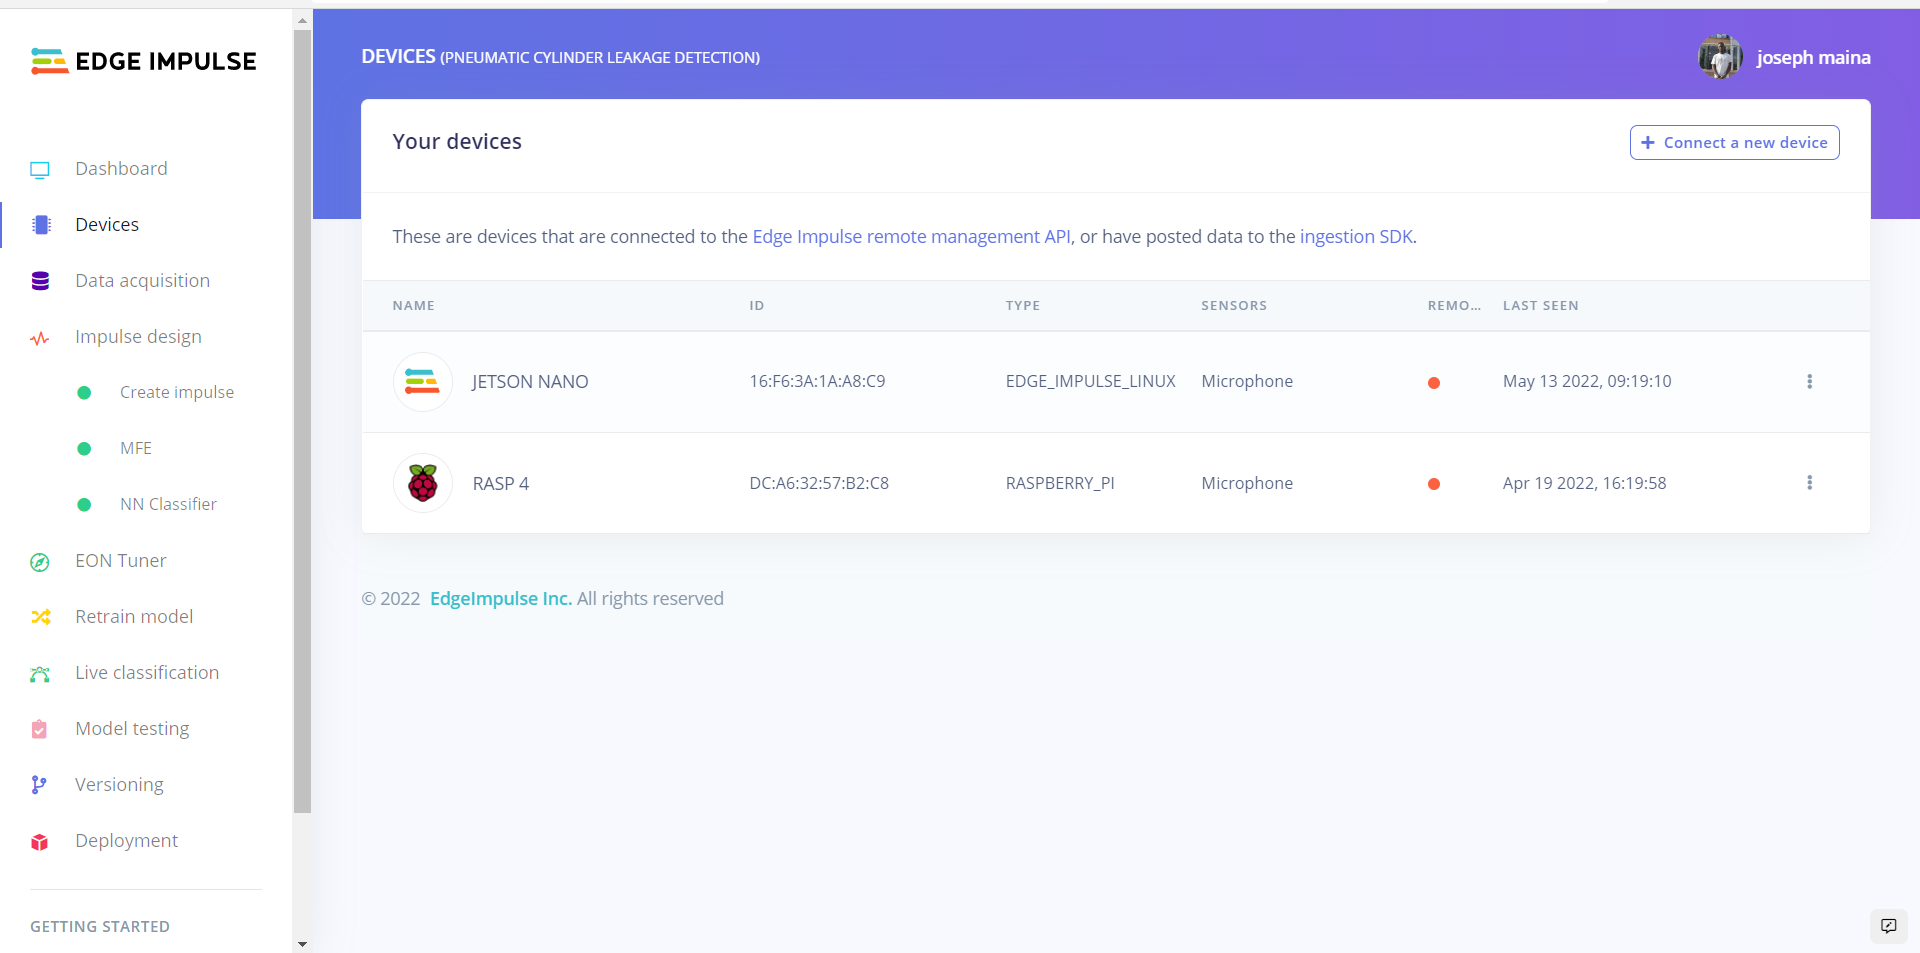 EDGE IMPULSE
Dashboard
Devices
Data acquisition
Impulse design
Create impulse
MFE
NN Classifier
EON Tuner
Retrain model
Live classification
Model testing
Versioning
Deployment
GETTING STARTED
DEVICES (PNEUMATIC CYLINDER LEAKAGE DETECTION)
joseph maina
Your devices
+ Connect a new device
These are devices that are connected to the Edge Impulse remote management API, or have posted data to the ingestion SDK.
NAME ID TYPE SENSORS REMO... LAST SEEN
JETSON NANO 16:F6:3A:1A:A8:C9 EDGE_IMPULSE_LINUX Microphone May 13 2022, 09:19:10
RASP 4 DC:A6:32:57:B2:C8 RASPBERRY_PI Microphone Apr 19 2022, 16:19:58
© 2022 EdgeImpulse Inc. All rights reserved